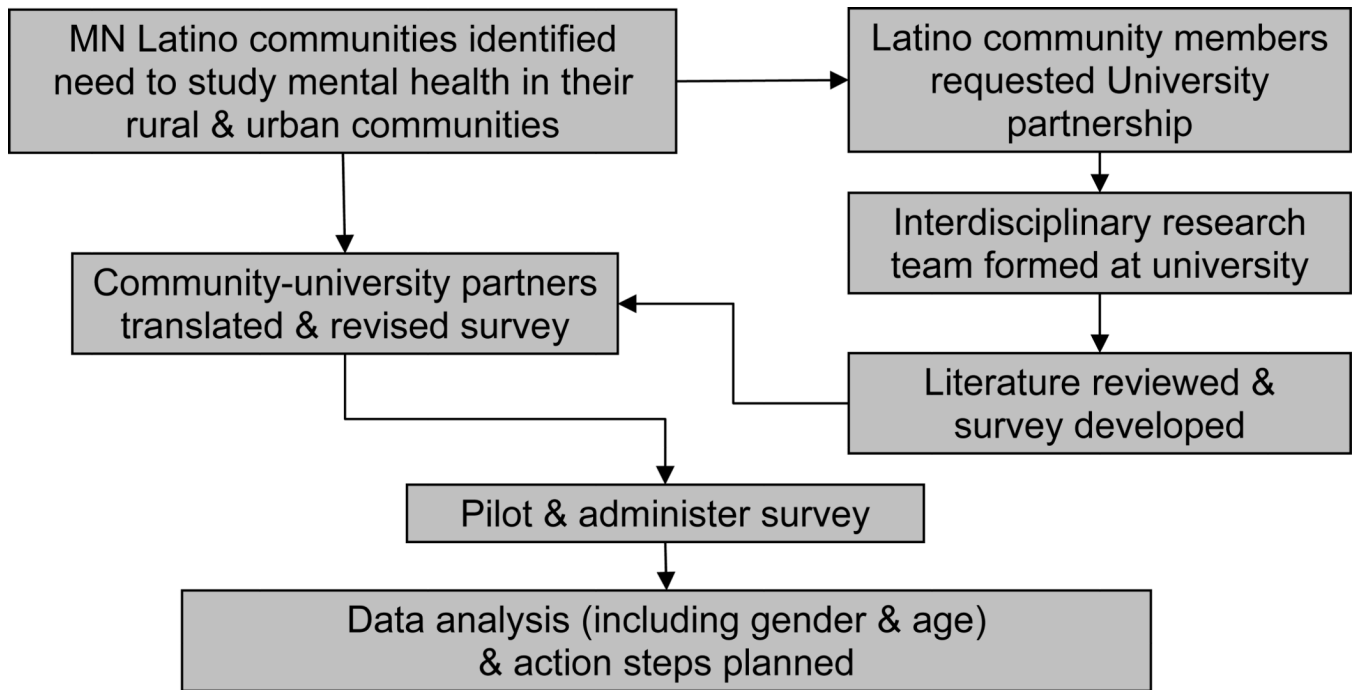 MN Latino communities identified
need to study mental health in their
rural & urban communities
Latino community members
requested University
partnership
Interdisciplinary research
team formed at university
Literature reviewed &
survey developed
Community-university partners
translated & revised survey
Pilot & administer survey
Data analysis (including gender & age)
& action steps planned